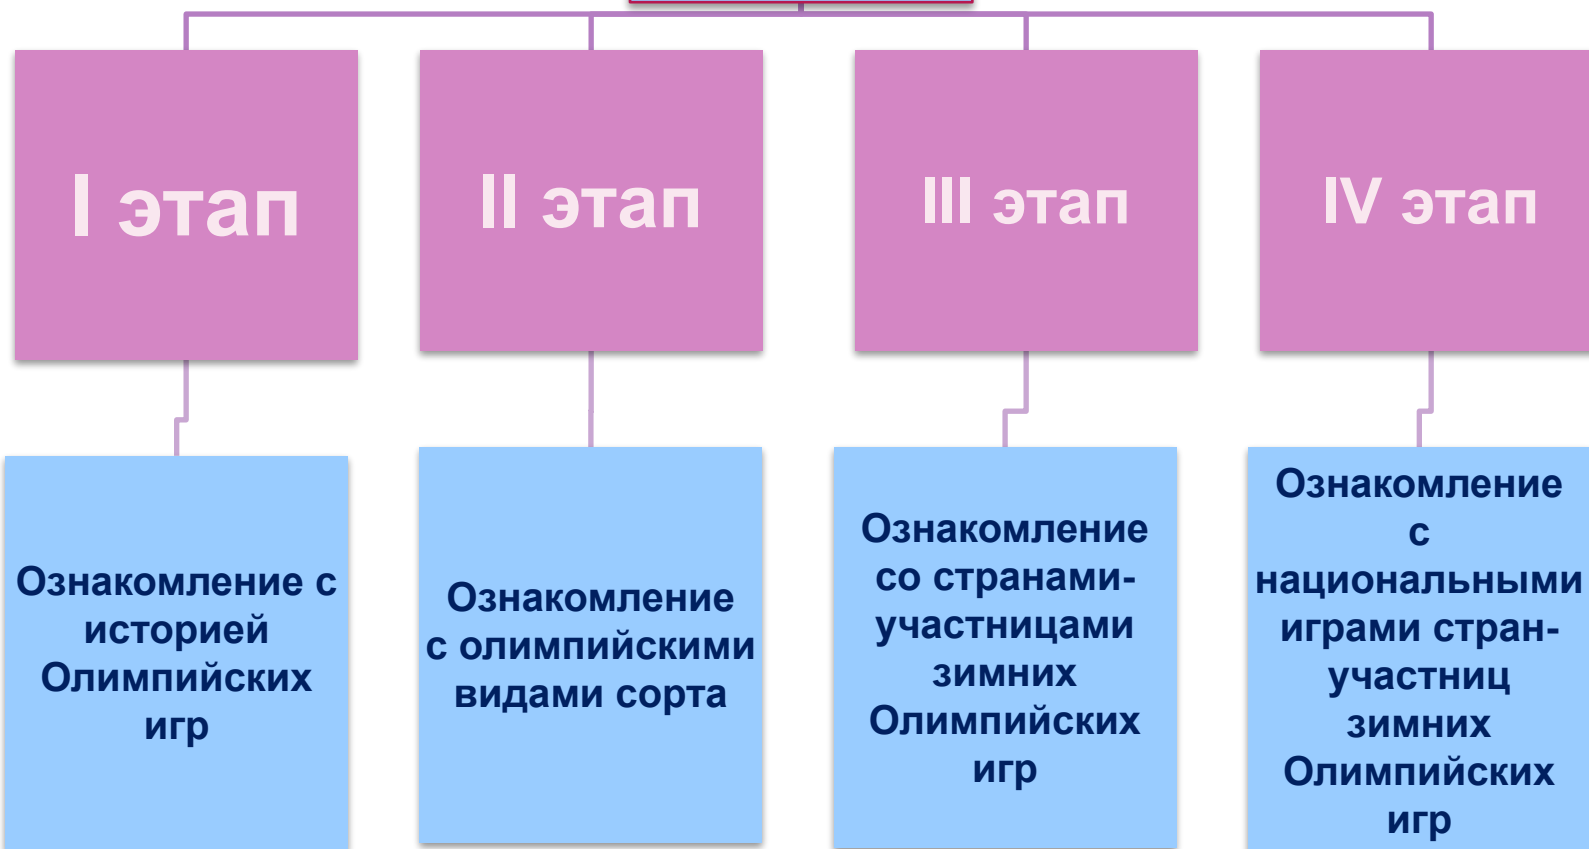 I этап
II этап
III этап
IV этап
Ознакомление с
историей
Олимпийских
игр
Ознакомление
с олимпийскими
видами сорта
Ознакомление
со странами-
участницами
зимних
Олимпийских
игр
Ознакомление
с
национальными
играми стран-
участниц
зимних
Олимпийских
игр